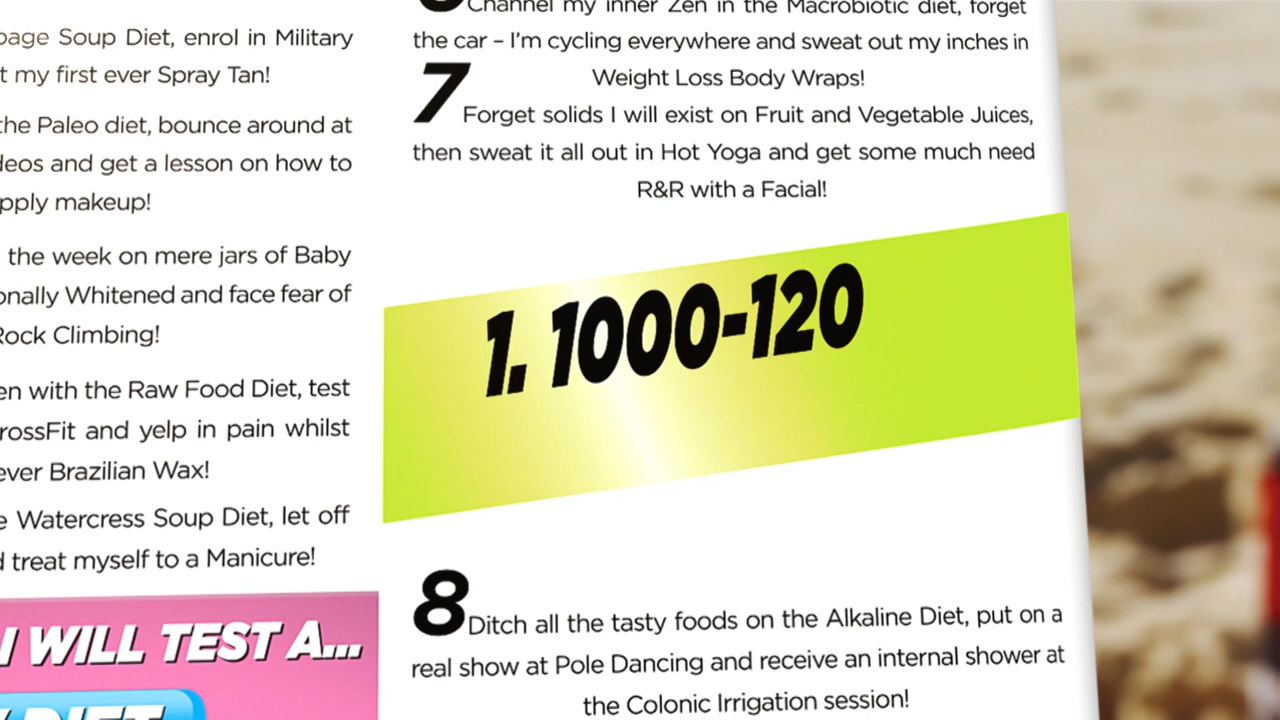 Soup Diet, enrol in Military
my first ever Spray Tan!
the Paleo diet, bounce around at
and get a lesson on how to
makeup!
the week on mere jars of Baby
Whitened and face fear of
Rock Climbing!
with the Raw Food Diet, test
and yelp in pain whilst
ever Brazilian Wax!
Watercress Soup Diet, let off
treat myself to a Manicure!
I WILL TEST A...
DIET
Channel my inner Zen in the Macrobiotic diet, forget
the car – I'm cycling everywhere and sweat out my inches in
Weight Loss Body Wraps!
7 Forget solids I will exist on Fruit and Vegetable Juices,
then sweat it all out in Hot Yoga and get some much need
R&R with a Facial!
1. 1000-120
8 Ditch all the tasty foods on the Alkaline Diet, put on a
real show at Pole Dancing and receive an internal shower at
the Colonic Irrigation session!